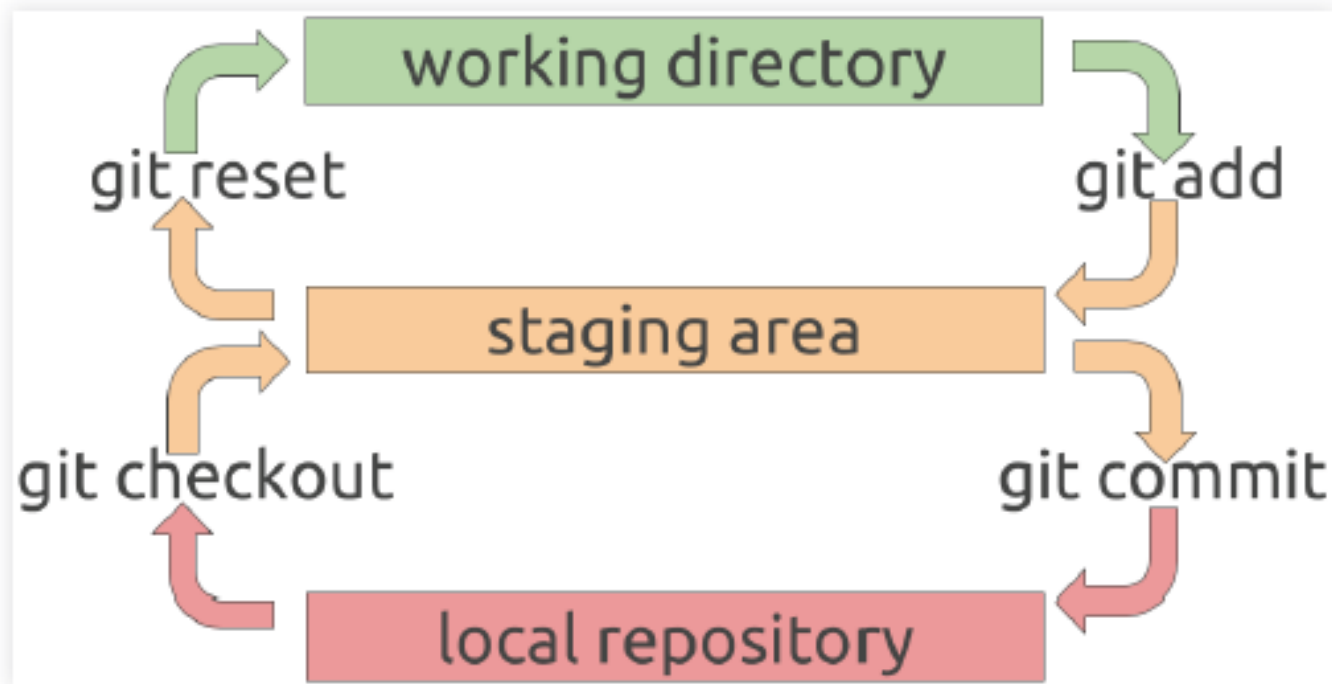 working directory
git reset
git add
staging area
git checkout
git commit
local repository